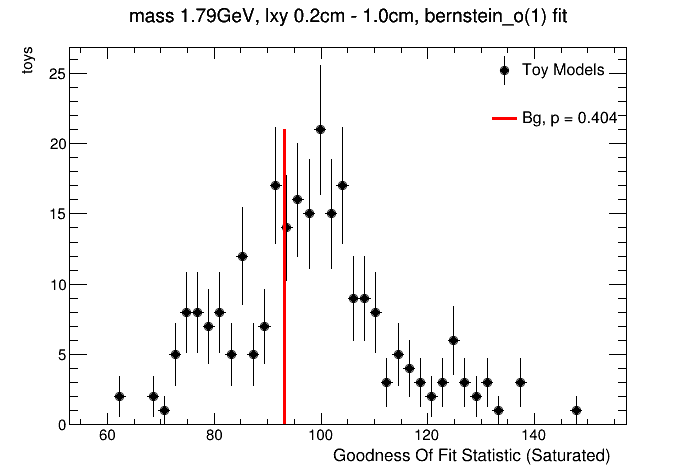 mass 1.79GeV, lxy 0.2cm - 1.0cm, bernstein_o(1) fit
toys
25
20
15
10
5
0
Toy Models
Bg, p = 0.404
60 80 100 120 140
Goodness Of Fit Statistic (Saturated)